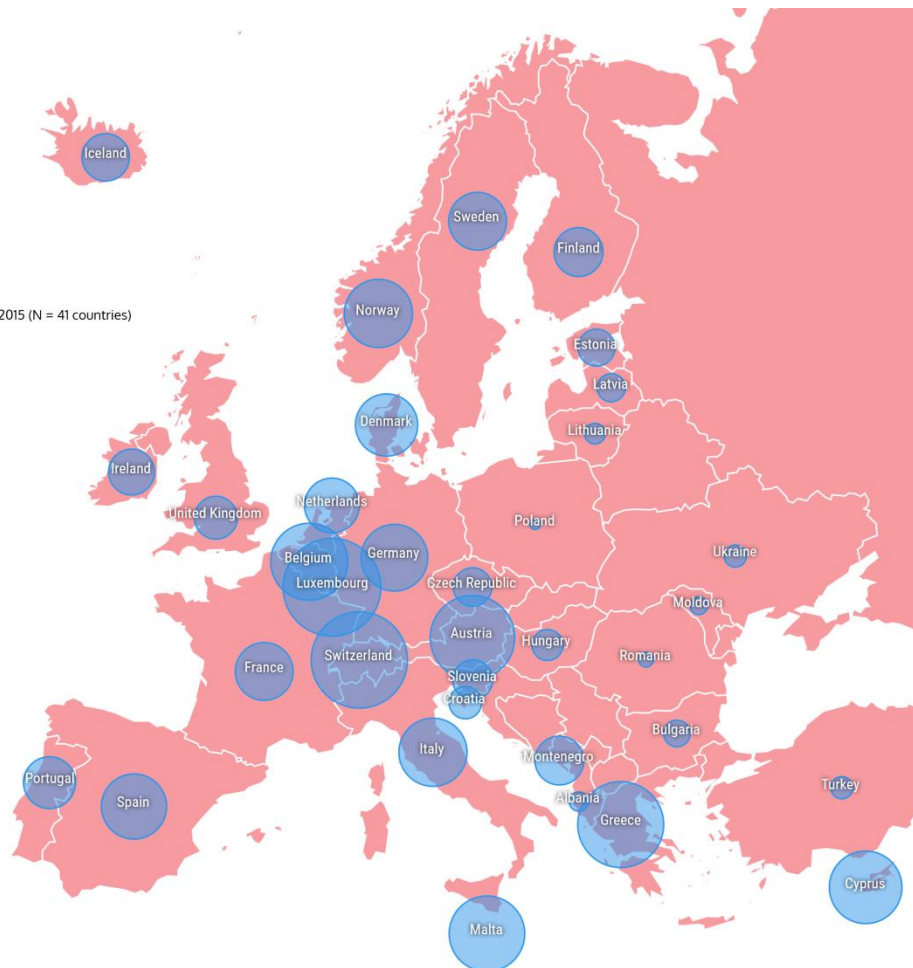 Iceland
Sweden
Finland
Norway
2015 (N = 41 countries)
Estonia
Latvia
Denmark
Lithuania
Ireland
Netherlands
United Kingdom
Poland
Belgium
Germany
Ukraine
Luxembourg
Czech Republic
Moldova
Austria
Hungary
Switzerland
Romania
France
Slovenia
Croatia
Bulgaria
Italy
Montenegro
Portugal
Turkey
Spain
Albania
Greece
Cyprus
Malta